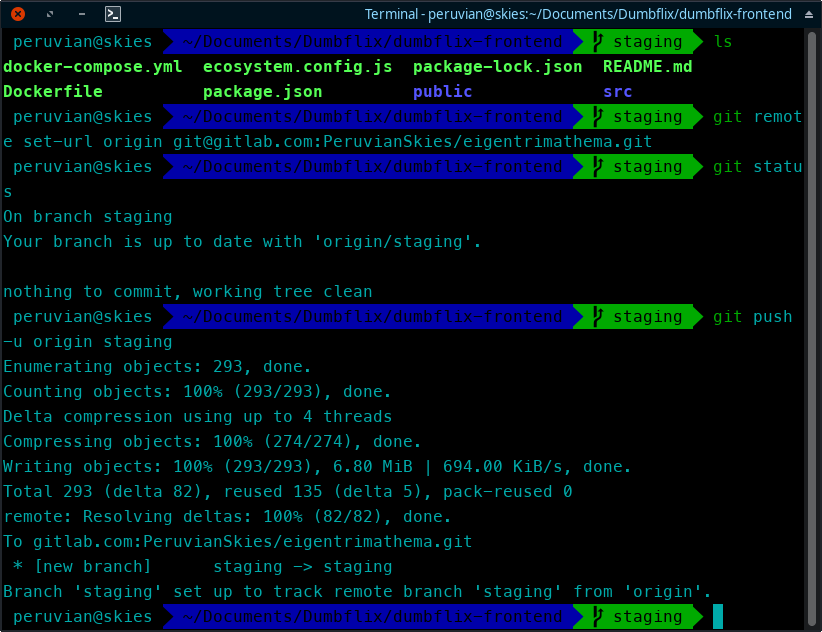 Terminal - peruvian@skies:~/Documents/Dumbflix/dumbflix-frontend
peruvian@skies ~/Documents/Dumbflix/dumbflix-frontend staging ls
docker-compose.yml ecosystem.config.js package-lock.json README.md
Dockerfile package.json public src
peruvian@skies ~/Documents/Dumbflix/dumbflix-frontend staging git remot
e set-url origin git@gitlab.com:PeruvianSkies/eigentrimathema.git
peruvian@skies ~/Documents/Dumbflix/dumbflix-frontend staging git statu
s
On branch staging
Your branch is up to date with 'origin/staging'.
nothing to commit, working tree clean
peruvian@skies ~/Documents/Dumbflix/dumbflix-frontend staging git push
-u origin staging
Enumerating objects: 293, done.
Counting objects: 100% (293/293), done.
Delta compression using up to 4 threads
Compressing objects: 100% (274/274), done.
Writing objects: 100% (293/293), 6.80 MiB | 694.00 KiB/s, done.
Total 293 (delta 82), reused 135 (delta 5), pack-reused 0
remote: Resolving deltas: 100% (82/82), done.
To gitlab.com:PeruvianSkies/eigentrimathema.git
* [new branch] staging -> staging
Branch 'staging' set up to track remote branch 'staging' from 'origin'.
peruvian@skies ~/Documents/Dumbflix/dumbflix-frontend staging